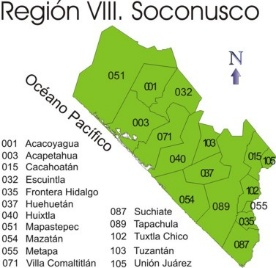 Región VIII. Soconusco
N
Océano Pacífico
051
001
032
003
071
103
015
105
040
037
102
054
089
055
035
087
001 Acacoyagua
003 Acapetahua
015 Cacahoatán
032 Escuintla
035 Frontera Hidalgo
037 Huehuetán
040 Huixtla
051 Mapastepec
054 Mazatán
055 Metapa
071 Villa Comaltitlán
087 Suchiate
089 Tapachula
102 Tuxtla Chico
103 Tuzantán
105 Unión Juárez